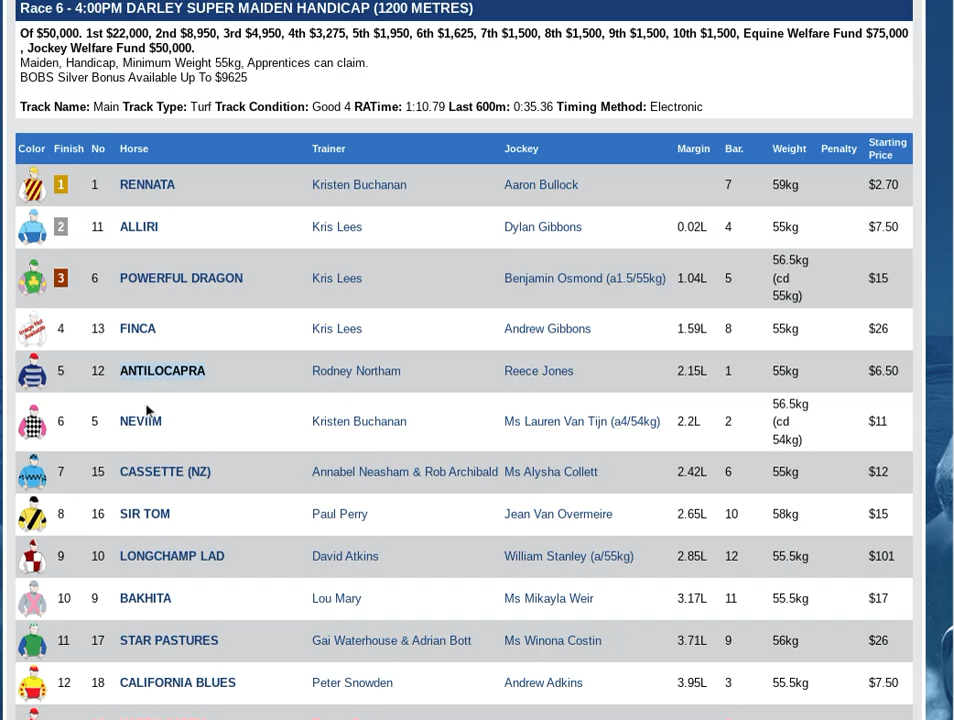 Race 6 - 4:00PM DARLEY SUPER MAIDEN HANDICAP (1200 METRES)
Of $50,000. 1st $22,000, 2nd $8,950, 3rd $4,950, 4th $3,275, 5th $1,950, 6th $1,625, 7th $1,500, 8th $1,500, 9th $1,500, 10th $1,500, Equine Welfare Fund $75,000
, Jockey Welfare Fund $50,000.
Maiden, Handicap, Minimum Weight 55kg, Apprentices can claim.
BOBS Silver Bonus Available Up To $9625
Track Name: Main Track Type: Turf Track Condition: Good 4 RATime: 1:10.79 Last 600m: 0:35.36 Timing Method: Electronic
Color Finish No Horse Trainer Jockey Margin Bar. Weight Penalty Starting Price
1 1 RENNATA Kristen Buchanan Aaron Bullock 7 59kg $2.70
2 11 ALLIRI Kris Lees Dylan Gibbons 0.02L 4 55kg $7.50
3 6 POWERFUL DRAGON Kris Lees Benjamin Osmond (a1.5/55kg) 1.04L 5 56.5kg (cd 55kg) $15
Image Not Available 4 13 FINCA Kris Lees Andrew Gibbons 1.59L 8 55kg $26
5 12 ANTILOCAPRA Rodney Northam Reece Jones 2.15L 1 55kg $6.50
6 5 NEVIIM Kristen Buchanan Ms Lauren Van Tijn (a4/54kg) 2.2L 2 56.5kg (cd 54kg) $11
7 15 CASSETTE (NZ) Annabel Neasham & Rob Archibald Ms Alysha Collett 2.42L 6 55kg $12
8 16 SIR TOM Paul Perry Jean Van Overmeire 2.65L 10 58kg $15
9 10 LONGCHAMP LAD David Atkins William Stanley (a/55kg) 2.85L 12 55.5kg $101
10 9 BAKHITA Lou Mary Ms Mikayla Weir 3.17L 11 55.5kg $17
11 17 STAR PASTURES Gai Waterhouse & Adrian Bott Ms Winona Costin 3.71L 9 56kg $26
12 18 CALIFORNIA BLUES Peter Snowden Andrew Adkins 3.95L 3 55.5kg $7.50